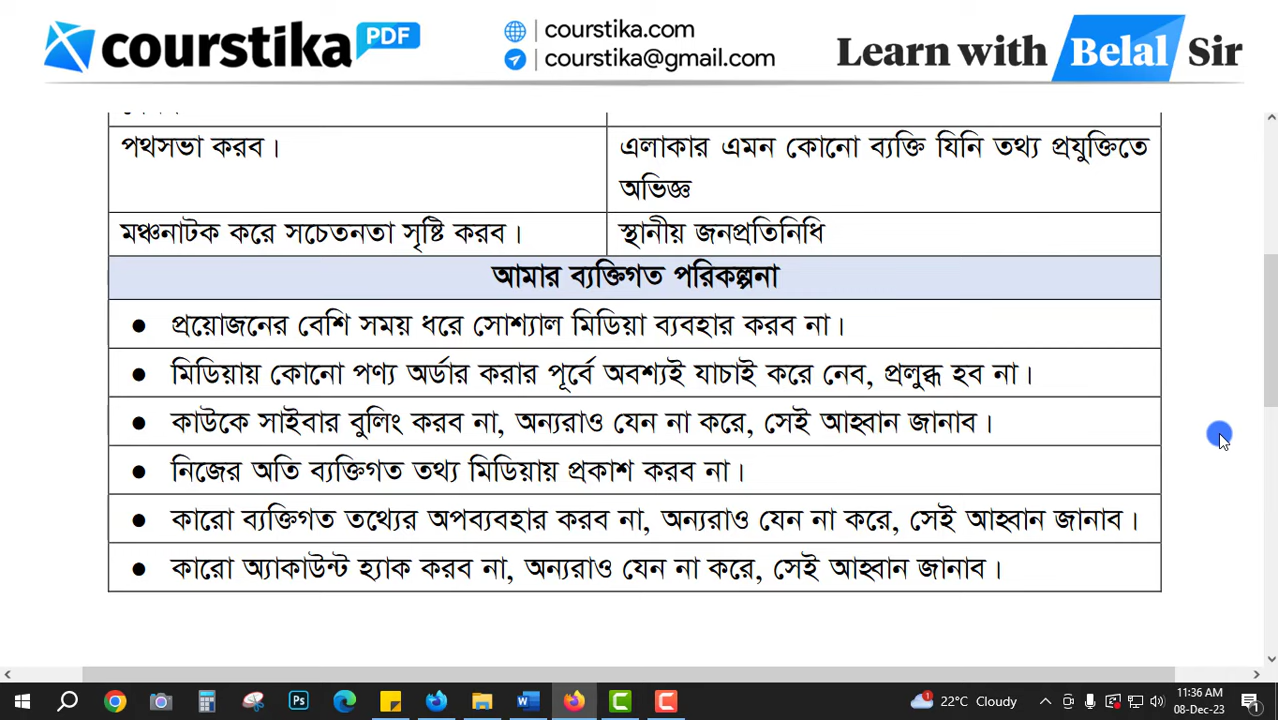 courstika PDF
courstika.com
courstika@gmail.com
Learn with Belal Sir
পথসভা করব।
এলাকার এমন কোনো ব্যক্তি যিনি তথ্য প্রযুক্তিতে
অভিজ্ঞ
মঞ্চনাটক করে সচেতনতা সৃষ্টি করব।
স্থানীয় জনপ্রতিনিধি
আমার ব্যক্তিগত পরিকল্পনা
● প্রয়োজনের বেশি সময় ধরে সোশ্যাল মিডিয়া ব্যবহার করব না।
● মিডিয়ায় কোনো পণ্য অর্ডার করার পূর্বে অবশ্যই যাচাই করে নেব, প্রলুব্ধ হব না।
● কাউকে সাইবার বুলিং করব না, অন্যরাও যেন না করে, সেই আহ্বান জানাব।
● নিজের অতি ব্যক্তিগত তথ্য মিডিয়ায় প্রকাশ করব না।
● কারো ব্যক্তিগত তথ্যের অপব্যবহার করব না, অন্যরাও যেন না করে, সেই আহ্বান জানাব।
● কারো অ্যাকাউন্ট হ্যাক করব না, অন্যরাও যেন না করে, সেই আহ্বান জানাব।
Ps
W
1
22°C Cloudy
11:36 AM
08-Dec-23
1